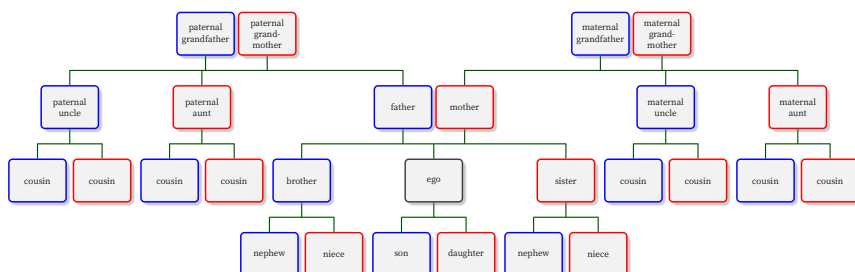 paternal
grandfather
paternal
grand-
mother
maternal
grandfather
maternal
grand-
mother
paternal
uncle
paternal
aunt
father
mother
maternal
uncle
maternal
aunt
cousin
cousin
cousin
cousin
brother
ego
sister
cousin
cousin
cousin
cousin
nephew
niece
son
daughter
nephew
niece